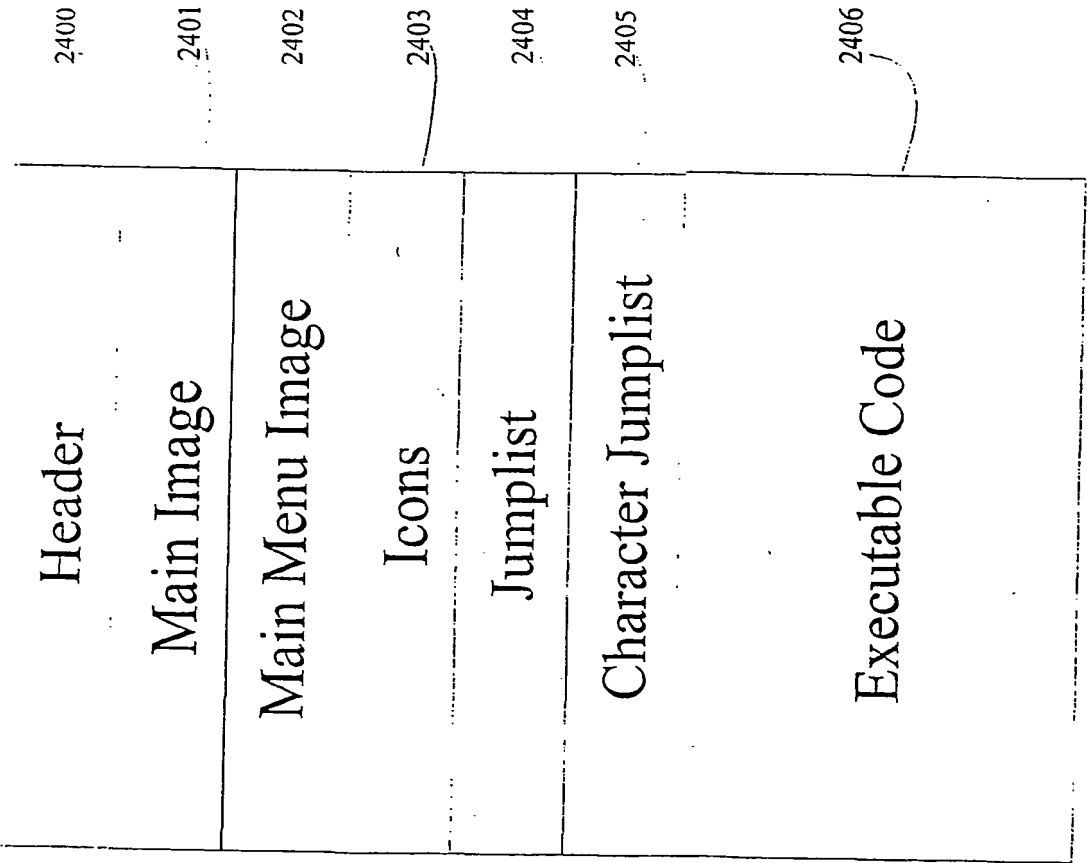 Header 2400
Main Image 2401
Main Menu Image 2402
Icons 2403
Jumplist 2404
Character Jumplist 2405
Executable Code 2406